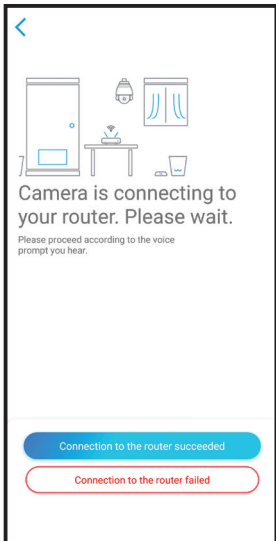 Camera is connecting to
your router. Please wait.
Please proceed according to the voice
prompt you hear.
Connection to the router succeeded
Connection to the router failed